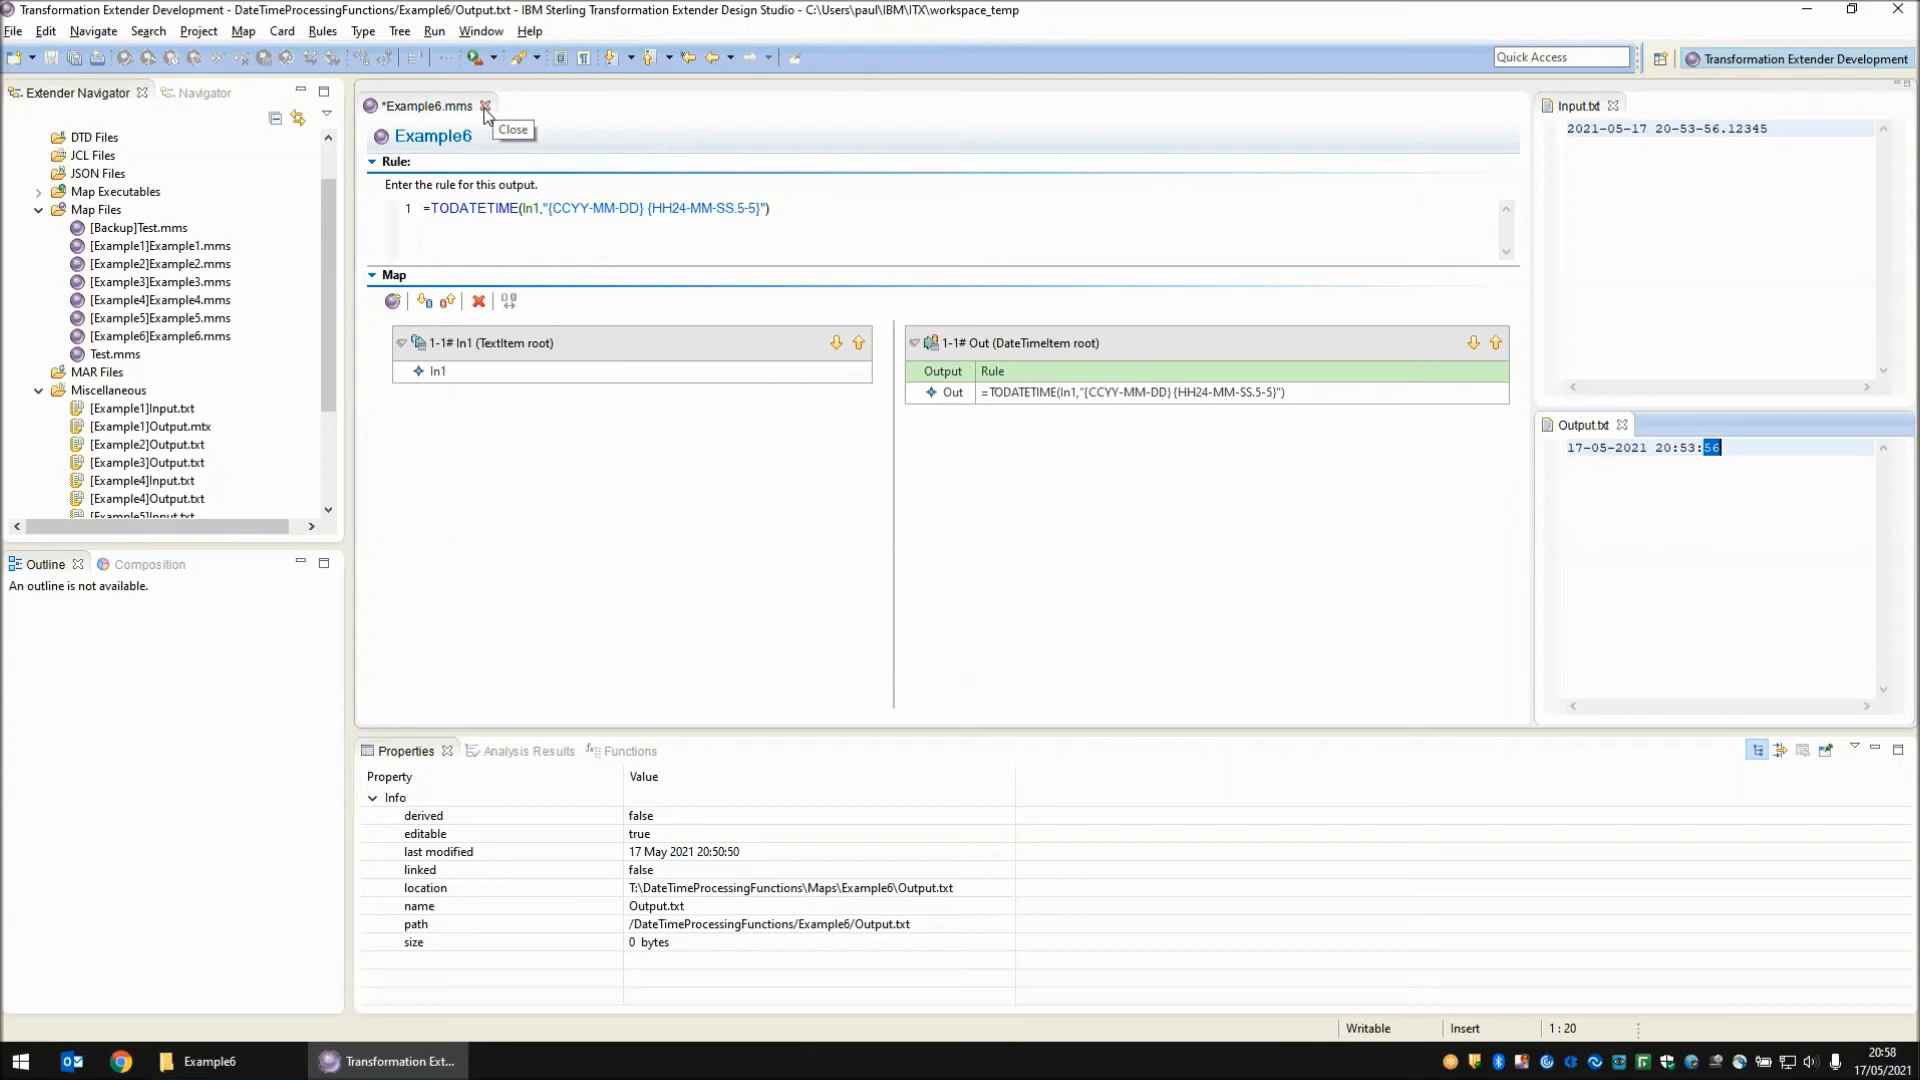 Transformation Extender Development - DateTimeProcessingFunctions/Example6/Output.txt - IBM Sterling Transformation Extender Design Studio - C:\Users\paul\IBM\ITX\workspace_temp
File Edit Navigate Search Project Map Card Rules Type Tree Run Window Help
Quick Access
Transformation Extender Development
Extender Navigator
Navigator
DTD Files
JCL Files
JSON Files
Map Executables
Map Files
[Backup]Test.mms
[Example1]Example1.mms
[Example2]Example2.mms
[Example3]Example3.mms
[Example4]Example4.mms
[Example5]Example5.mms
[Example6]Example6.mms
Test.mms
MAR Files
Miscellaneous
[Example1]Input.txt
[Example1]Output.mtx
[Example2]Output.txt
[Example3]Output.txt
[Example4]Input.txt
[Example4]Output.txt
[Example5]Input.txt
Outline
Composition
An outline is not available.
*Example6.mms
Close
Example6
Rule:
Enter the rule for this output.
1 =TODATETIME(In1,"{CCYY-MM-DD} {HH24-MM-SS.5-5}")
Map
1-1# In1 (TextItem root)
In1
1-1# Out (DateTimeItem root)
Output Rule
Out =TODATETIME(In1,"{CCYY-MM-DD} {HH24-MM-SS.5-5}")
Input.txt
2021-05-17 20-53-56.12345
Output.txt
17-05-2021 20:53:56
Properties
Analysis Results
Functions
Property Value
Info
derived false
editable true
last modified 17 May 2021 20:50:50
linked false
location T:\DateTimeProcessingFunctions\Maps\Example6\Output.txt
name Output.txt
path /DateTimeProcessingFunctions/Example6/Output.txt
size 0 bytes
Writable Insert 1 : 20
Example6
Transformation Ext...
20:58
17/05/2021